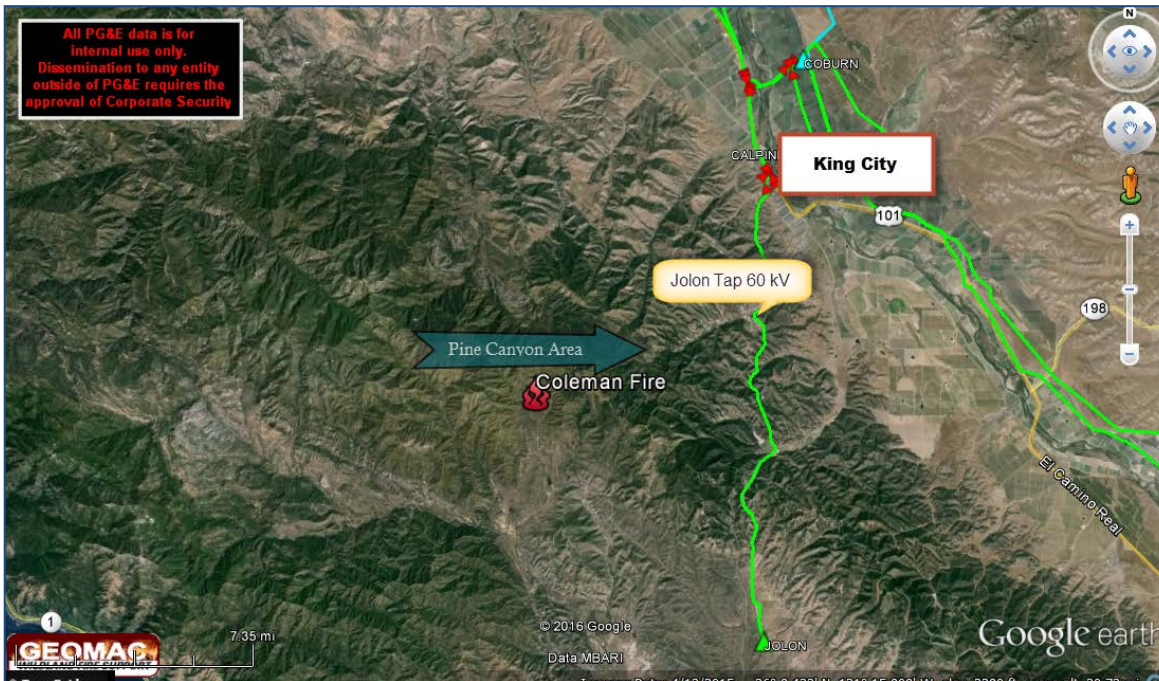 All PG&E data is for
internal use only.
Dissemination to any entity
outside of PG&E requires the
approval of Corporate Security
N
COBURN
CALPIN
King City
101
Jolon Tap 60 kV
198
Pine Canyon Area
Coleman Fire
El Camino Real
1
7.35 mi
GEOMAC
© 2016 Google
Data MBARI
JOLON
Google earth